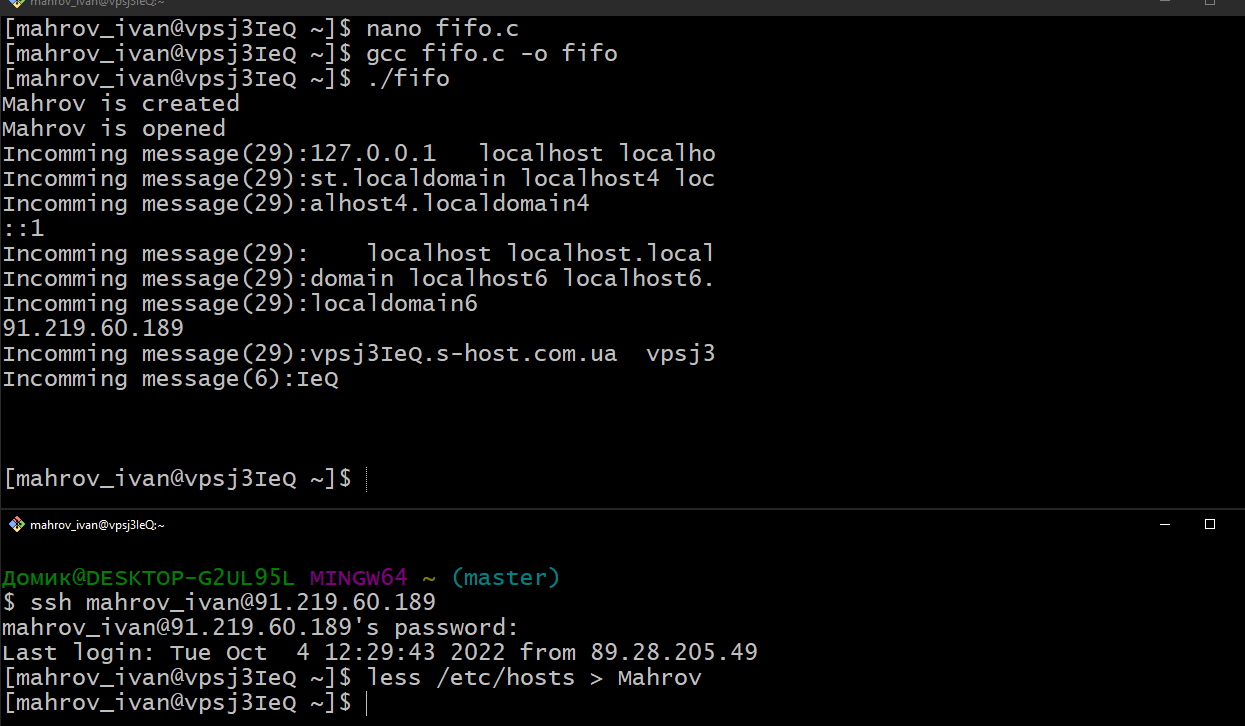 mahrov_ivan@vpsj3IeQ:~
[mahrov_ivan@vpsj3IeQ ~]$ nano fifo.c
[mahrov_ivan@vpsj3IeQ ~]$ gcc fifo.c -o fifo
[mahrov_ivan@vpsj3IeQ ~]$ ./fifo
Mahrov is created
Mahrov is opened
Incomming message(29):127.0.0.1   localhost localho
Incomming message(29):st.localdomain localhost4 loc
Incomming message(29):alhost4.localdomain4
::1
Incomming message(29):    localhost localhost.local
Incomming message(29):domain localhost6 localhost6.
Incomming message(29):localdomain6
91.219.60.189
Incomming message(29):vpsj3IeQ.s-host.com.ua  vpsj3
Incomming message(6):IeQ
[mahrov_ivan@vpsj3IeQ ~]$
mahrov_ivan@vpsj3IeQ:~
Домик@DESKTOP-G2UL95L MINGW64 ~ (master)
$ ssh mahrov_ivan@91.219.60.189
mahrov_ivan@91.219.60.189's password:
Last login: Tue Oct  4 12:29:43 2022 from 89.28.205.49
[mahrov_ivan@vpsj3IeQ ~]$ less /etc/hosts > Mahrov
[mahrov_ivan@vpsj3IeQ ~]$